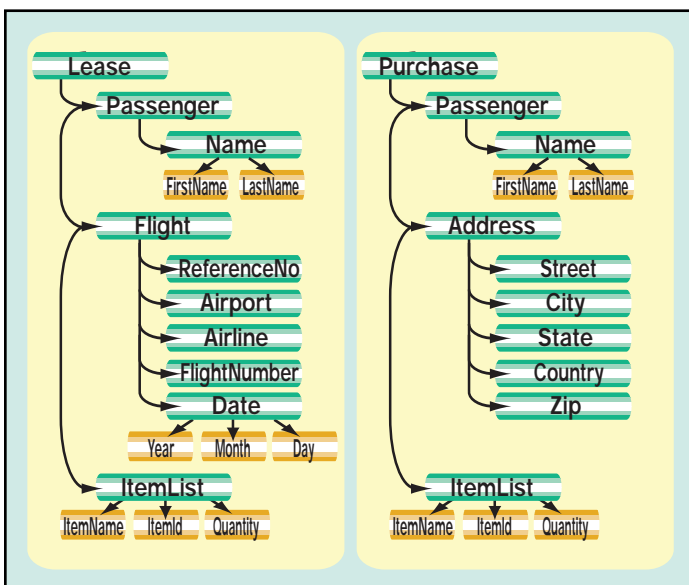 Lease
Passenger
Name
FirstName LastName
Flight
ReferenceNo
Airport
Airline
FlightNumber
Date
Year Month Day
ItemList
ItemName ItemId Quantity
Purchase
Passenger
Name
FirstName LastName
Address
Street
City
State
Country
Zip
ItemList
ItemName ItemId Quantity